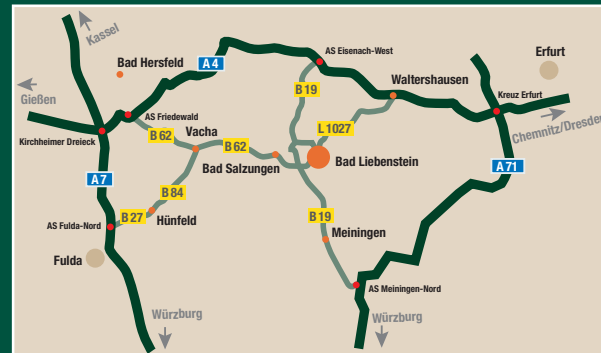 Kassel
A 4
AS Eisenach-West
Erfurt
Bad Hersfeld
Waltershausen
Gießen
B 19
Kreuz Erfurt
AS Friedewald
Chemnitz/Dresden
Kirchheimer Dreieck
B 62
Vacha
B 62
L 1027
Bad Salzungen
Bad Liebenstein
A 71
A 7
B 84
B 27
Hünfeld
B 19
AS Fulda-Nord
Meiningen
Fulda
AS Meiningen-Nord
Würzburg
Würzburg